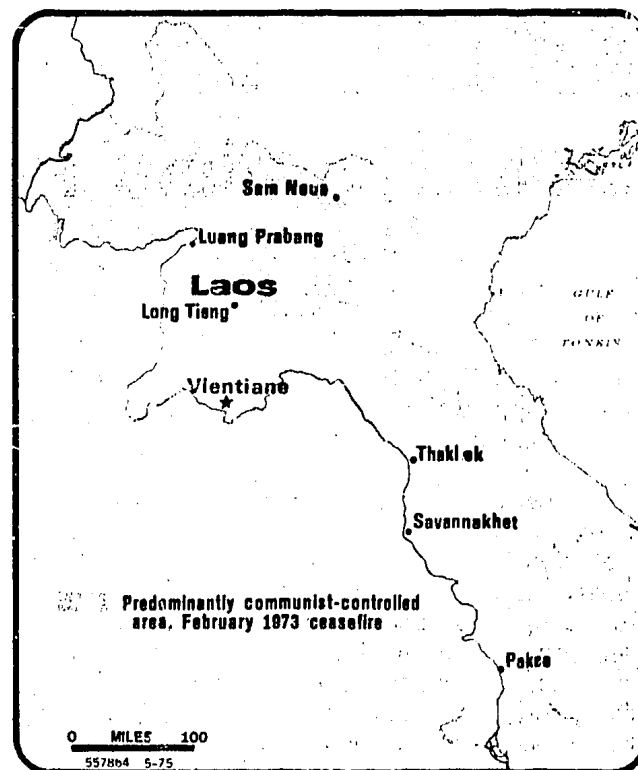 Sam Neua
Luang Prabang
Laos
Long Tieng
GULF
OF
TONKIN
Vientiane
Thakhek
Savannakhet
Predominantly communist-controlled
area, February 1973 ceasefire
Pakse
0 MILES 100
557864 5-75